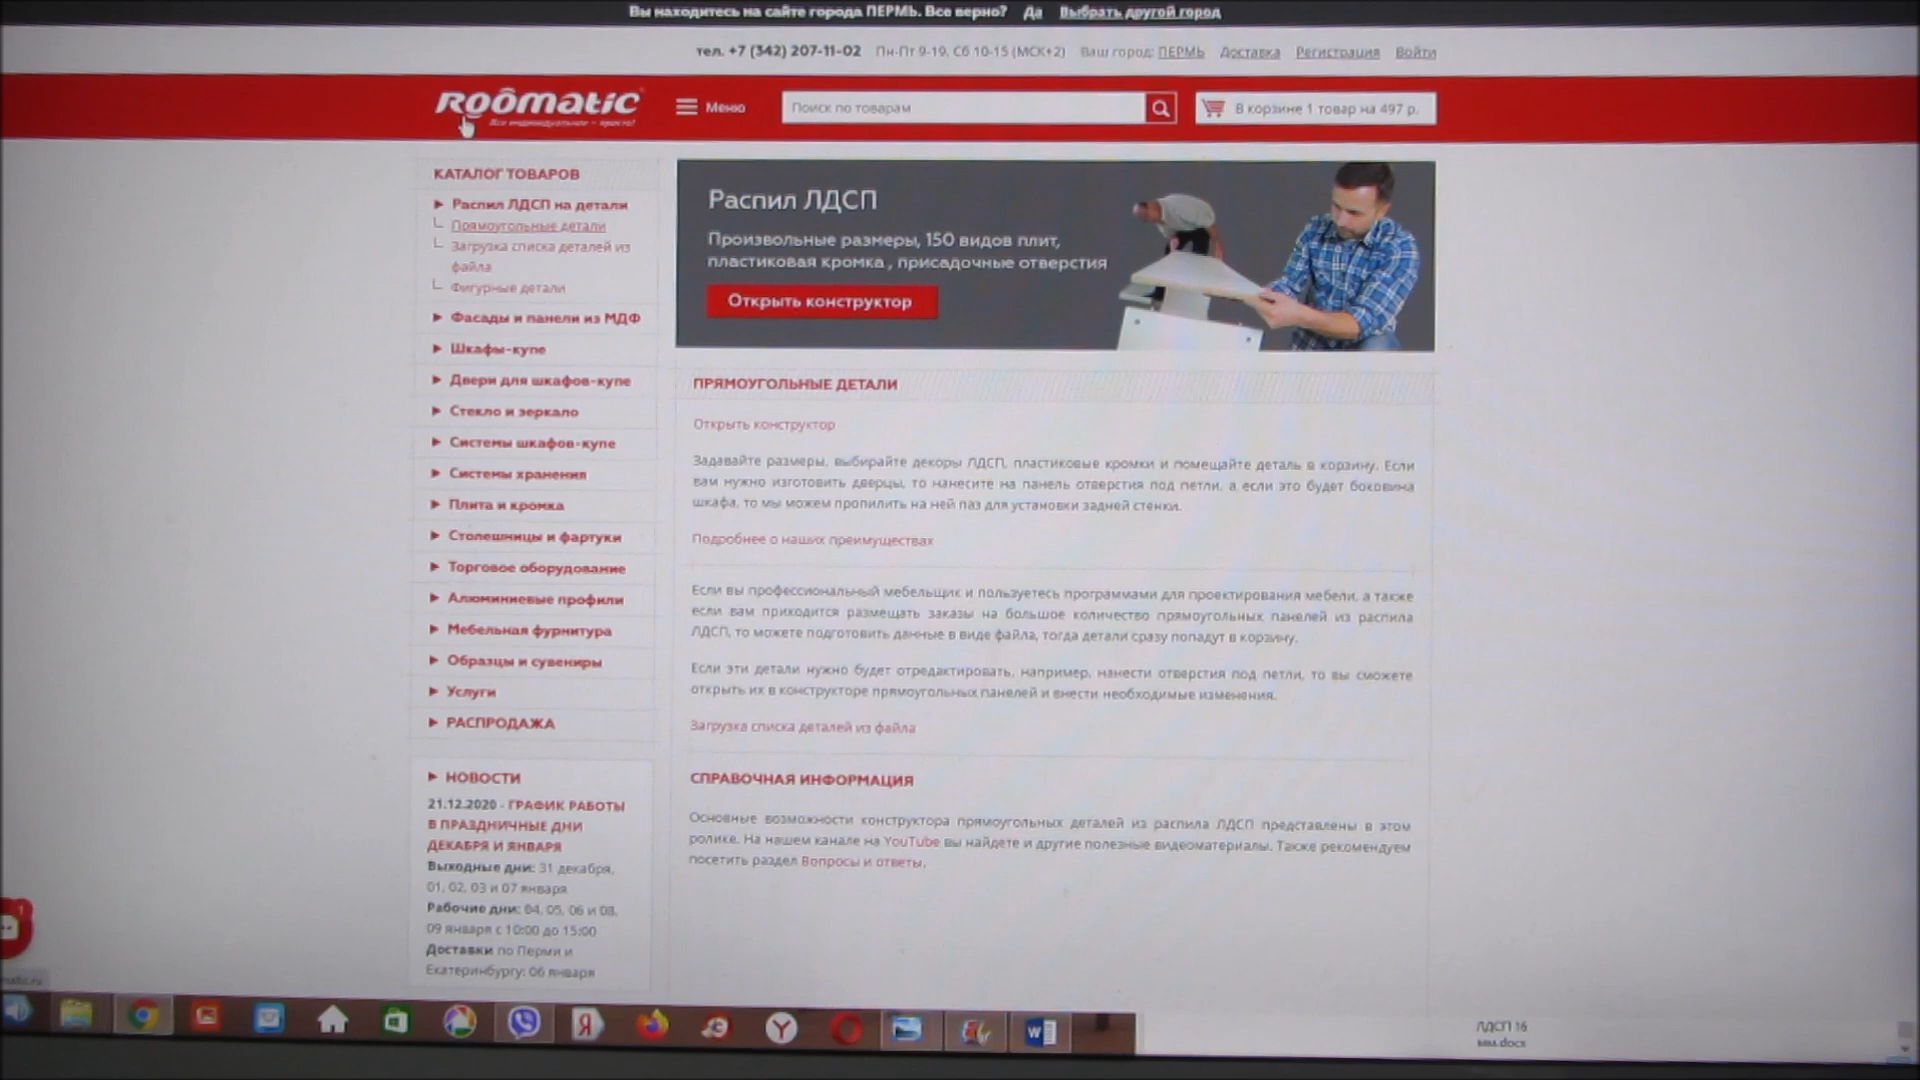 Вы находитесь на сайте города ПЕРМЬ. Все верно? Да Выбрать другой город
тел. +7 (342) 207-11-02 Пн-Пт 9-19, Сб 10-15 (МСК+2) Ваш город: ПЕРМЬ Доставка Регистрация Войти
Roomatic
Все индивидуальное - просто!
Меню
Поиск по товарам
В корзине 1 товар на 497 р.
КАТАЛОГ ТОВАРОВ
Распил ЛДСП на детали
Прямоугольные детали
Загрузка списка деталей из
файла
Фигурные детали
Фасады и панели из МДФ
Шкафы-купе
Двери для шкафов-купе
Стекло и зеркало
Системы шкафов-купе
Системы хранения
Плита и кромка
Столешницы и фартуки
Торговое оборудование
Алюминиевые профили
Мебельная фурнитура
Образцы и сувениры
Услуги
РАСПРОДАЖА
НОВОСТИ
21.12.2020 - ГРАФИК РАБОТЫ
В ПРАЗДНИЧНЫЕ ДНИ
ДЕКАБРЯ И ЯНВАРЯ
Выходные дни: 31 декабря,
01, 02, 03 и 07 января
Рабочие дни: 04, 05, 06 и 08,
09 января с 10:00 до 15:00
Доставки по Перми и
Екатеринбургу: 06 января
Распил ЛДСП
Произвольные размеры, 150 видов плит,
пластиковая кромка , присадочные отверстия
Открыть конструктор
ПРЯМОУГОЛЬНЫЕ ДЕТАЛИ
Открыть конструктор
Задавайте размеры, выбирайте декоры ЛДСП, пластиковые кромки и помещайте деталь в корзину. Если
вам нужно изготовить дверцы, то нанесите на панель отверстия под петли, а если это будет боковина
шкафа, то мы можем пропилить на ней паз для установки задней стенки.
Подробнее о наших преимуществах
Если вы профессиональный мебельщик и пользуетесь программами для проектирования мебели, а также
если вам приходится размещать заказы на большое количество прямоугольных панелей из распила
ЛДСП, то можете подготовить данные в виде файла, тогда детали сразу попадут в корзину.
Если эти детали нужно будет отредактировать, например, нанести отверстия под петли, то вы сможете
открыть их в конструкторе прямоугольных панелей и внести необходимые изменения.
Загрузка списка деталей из файла
СПРАВОЧНАЯ ИНФОРМАЦИЯ
Основные возможности конструктора прямоугольных деталей из распила ЛДСП представлены в этом
ролике. На нашем канале на YouTube вы найдете и другие полезные видеоматериалы. Также рекомендуем
посетить раздел Вопросы и ответы.
1
ЛДСП 16
мм.docx